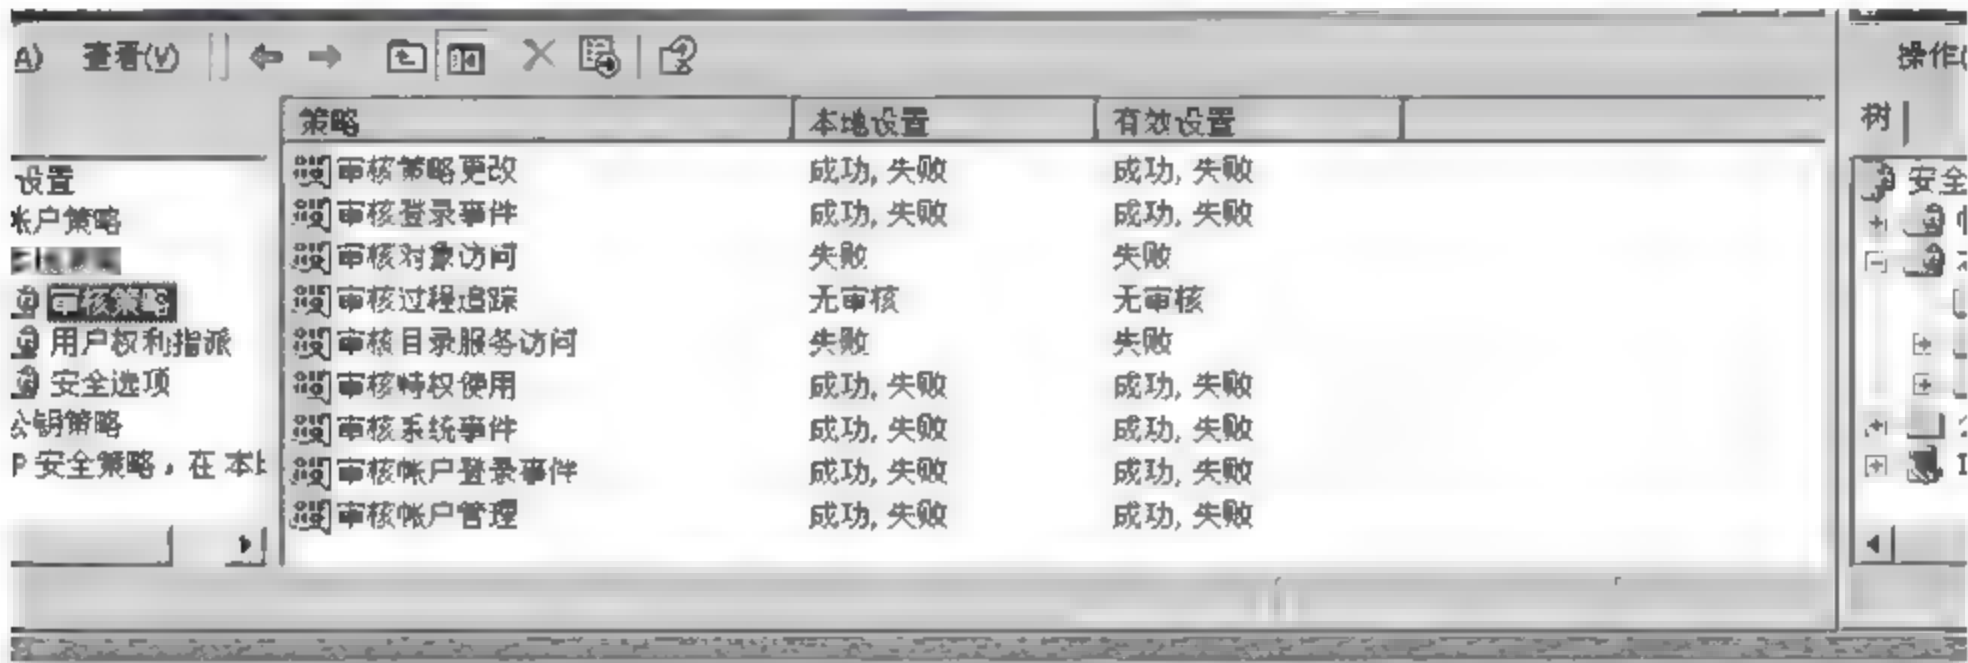 A) 查看(V)
策略 本地设置 有效设置
审核策略更改 成功, 失败 成功, 失败
审核登录事件 成功, 失败 成功, 失败
审核对象访问 失败 失败
审核过程追踪 无审核 无审核
审核目录服务访问 失败 失败
审核特权使用 成功, 失败 成功, 失败
审核系统事件 成功, 失败 成功, 失败
审核帐户登录事件 成功, 失败 成功, 失败
审核帐户管理 成功, 失败 成功, 失败
设置
帐户策略
审核策略
用户权利指派
安全选项
公钥策略
P 安全策略，在 本
操作(
树
安全